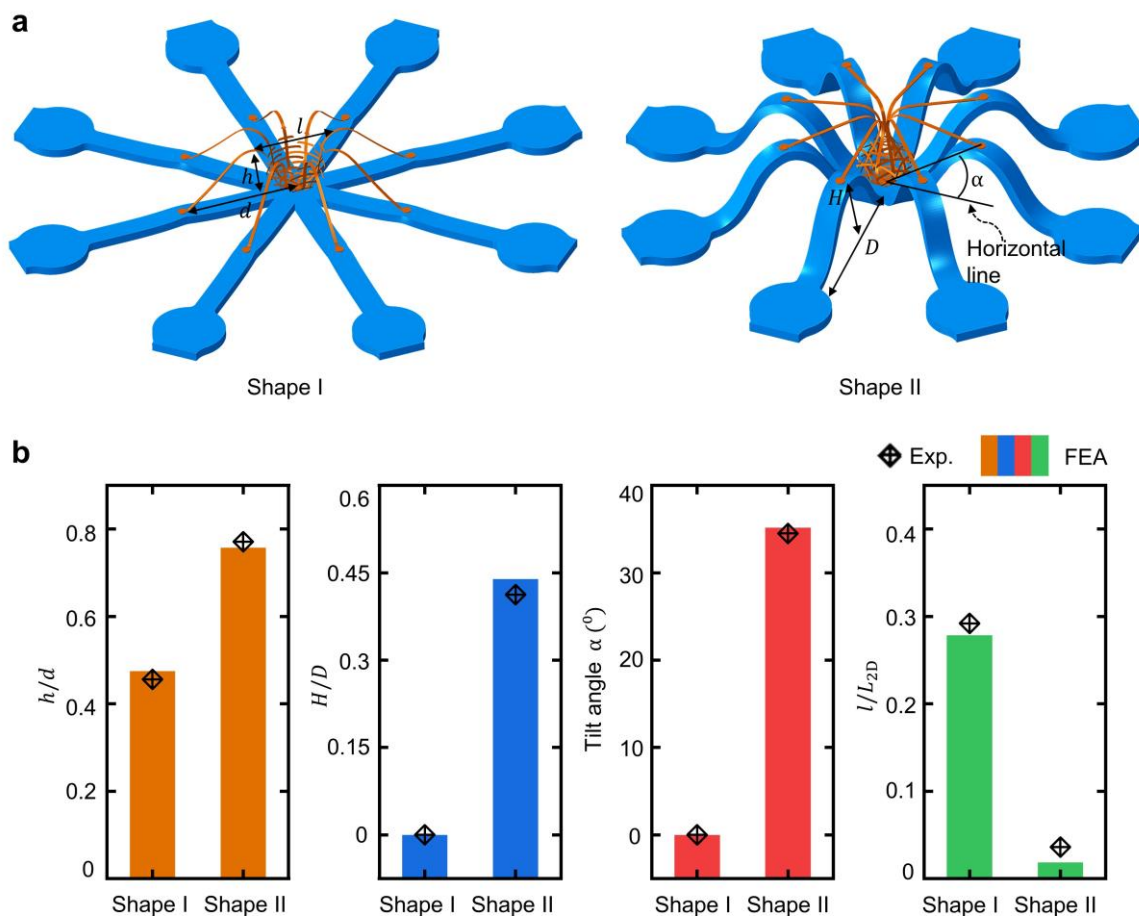 a
l
h
d
Shape I
H
D
α
Horizontal
line
Shape II
b
Exp.
FEA
h/d
0.8
0.6
0.4
0.2
0
Shape I Shape II
H/D
0.6
0.45
0.3
0.15
0
Shape I Shape II
Tilt angle α (⁰)
40
30
20
10
0
Shape I Shape II
l/L₂D
0.4
0.3
0.2
0.1
0
Shape I Shape II